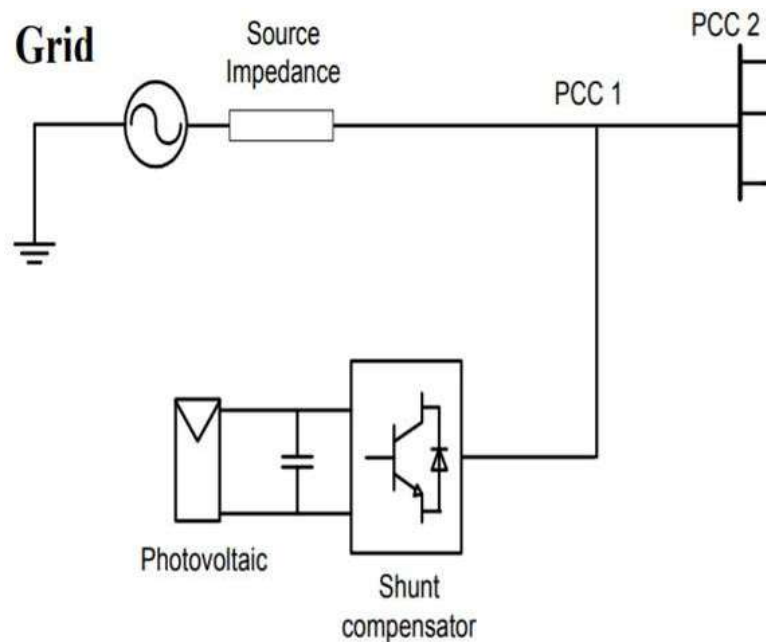 Grid
Source
Impedance
PCC 1
PCC 2
Photovoltaic
Shunt
compensator